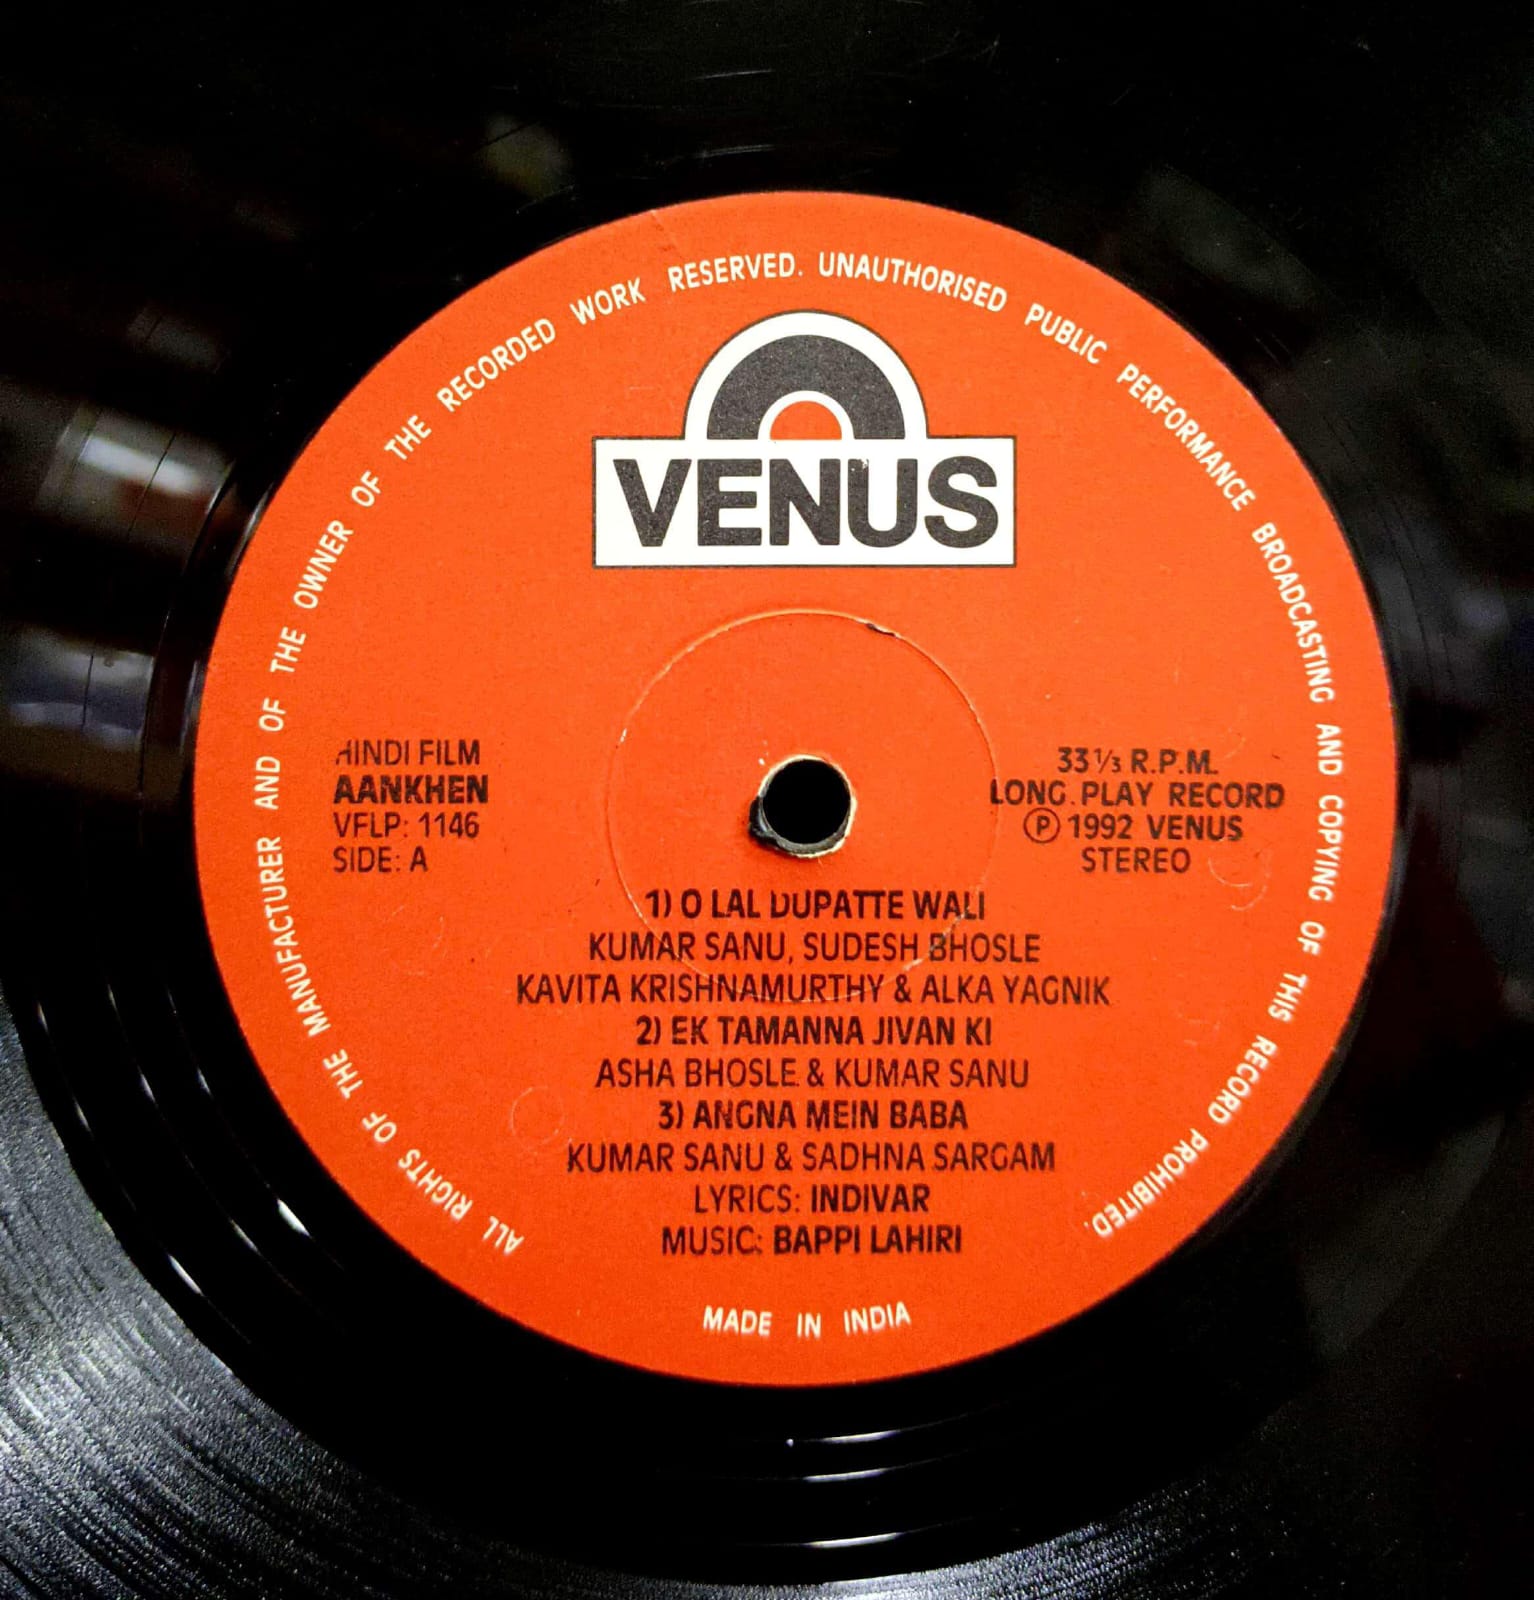 ALL RIGHTS OF THE MANUFACTURER AND OF THE OWNER OF THE RECORDED WORK RESERVED. UNAUTHORISED PUBLIC PERFORMANCE BROADCASTING AND COPYING OF THIS RECORD PROHIBITED.
VENUS
HINDI FILM
AANKHEN
VFLP: 1146
SIDE: A
33 1/3 R.P.M.
LONG. PLAY RECORD
Ⓟ 1992 VENUS
STEREO
1) O LAL DUPATTE WALI
KUMAR SANU, SUDESH BHOSLE
KAVITA KRISHNAMURTHY & ALKA YAGNIK
2) EK TAMANNA JIVAN KI
ASHA BHOSLE & KUMAR SANU
3) ANGNA MEIN BABA
KUMAR SANU & SADHNA SARGAM
LYRICS: INDIVAR
MUSIC: BAPPI LAHIRI
MADE IN INDIA